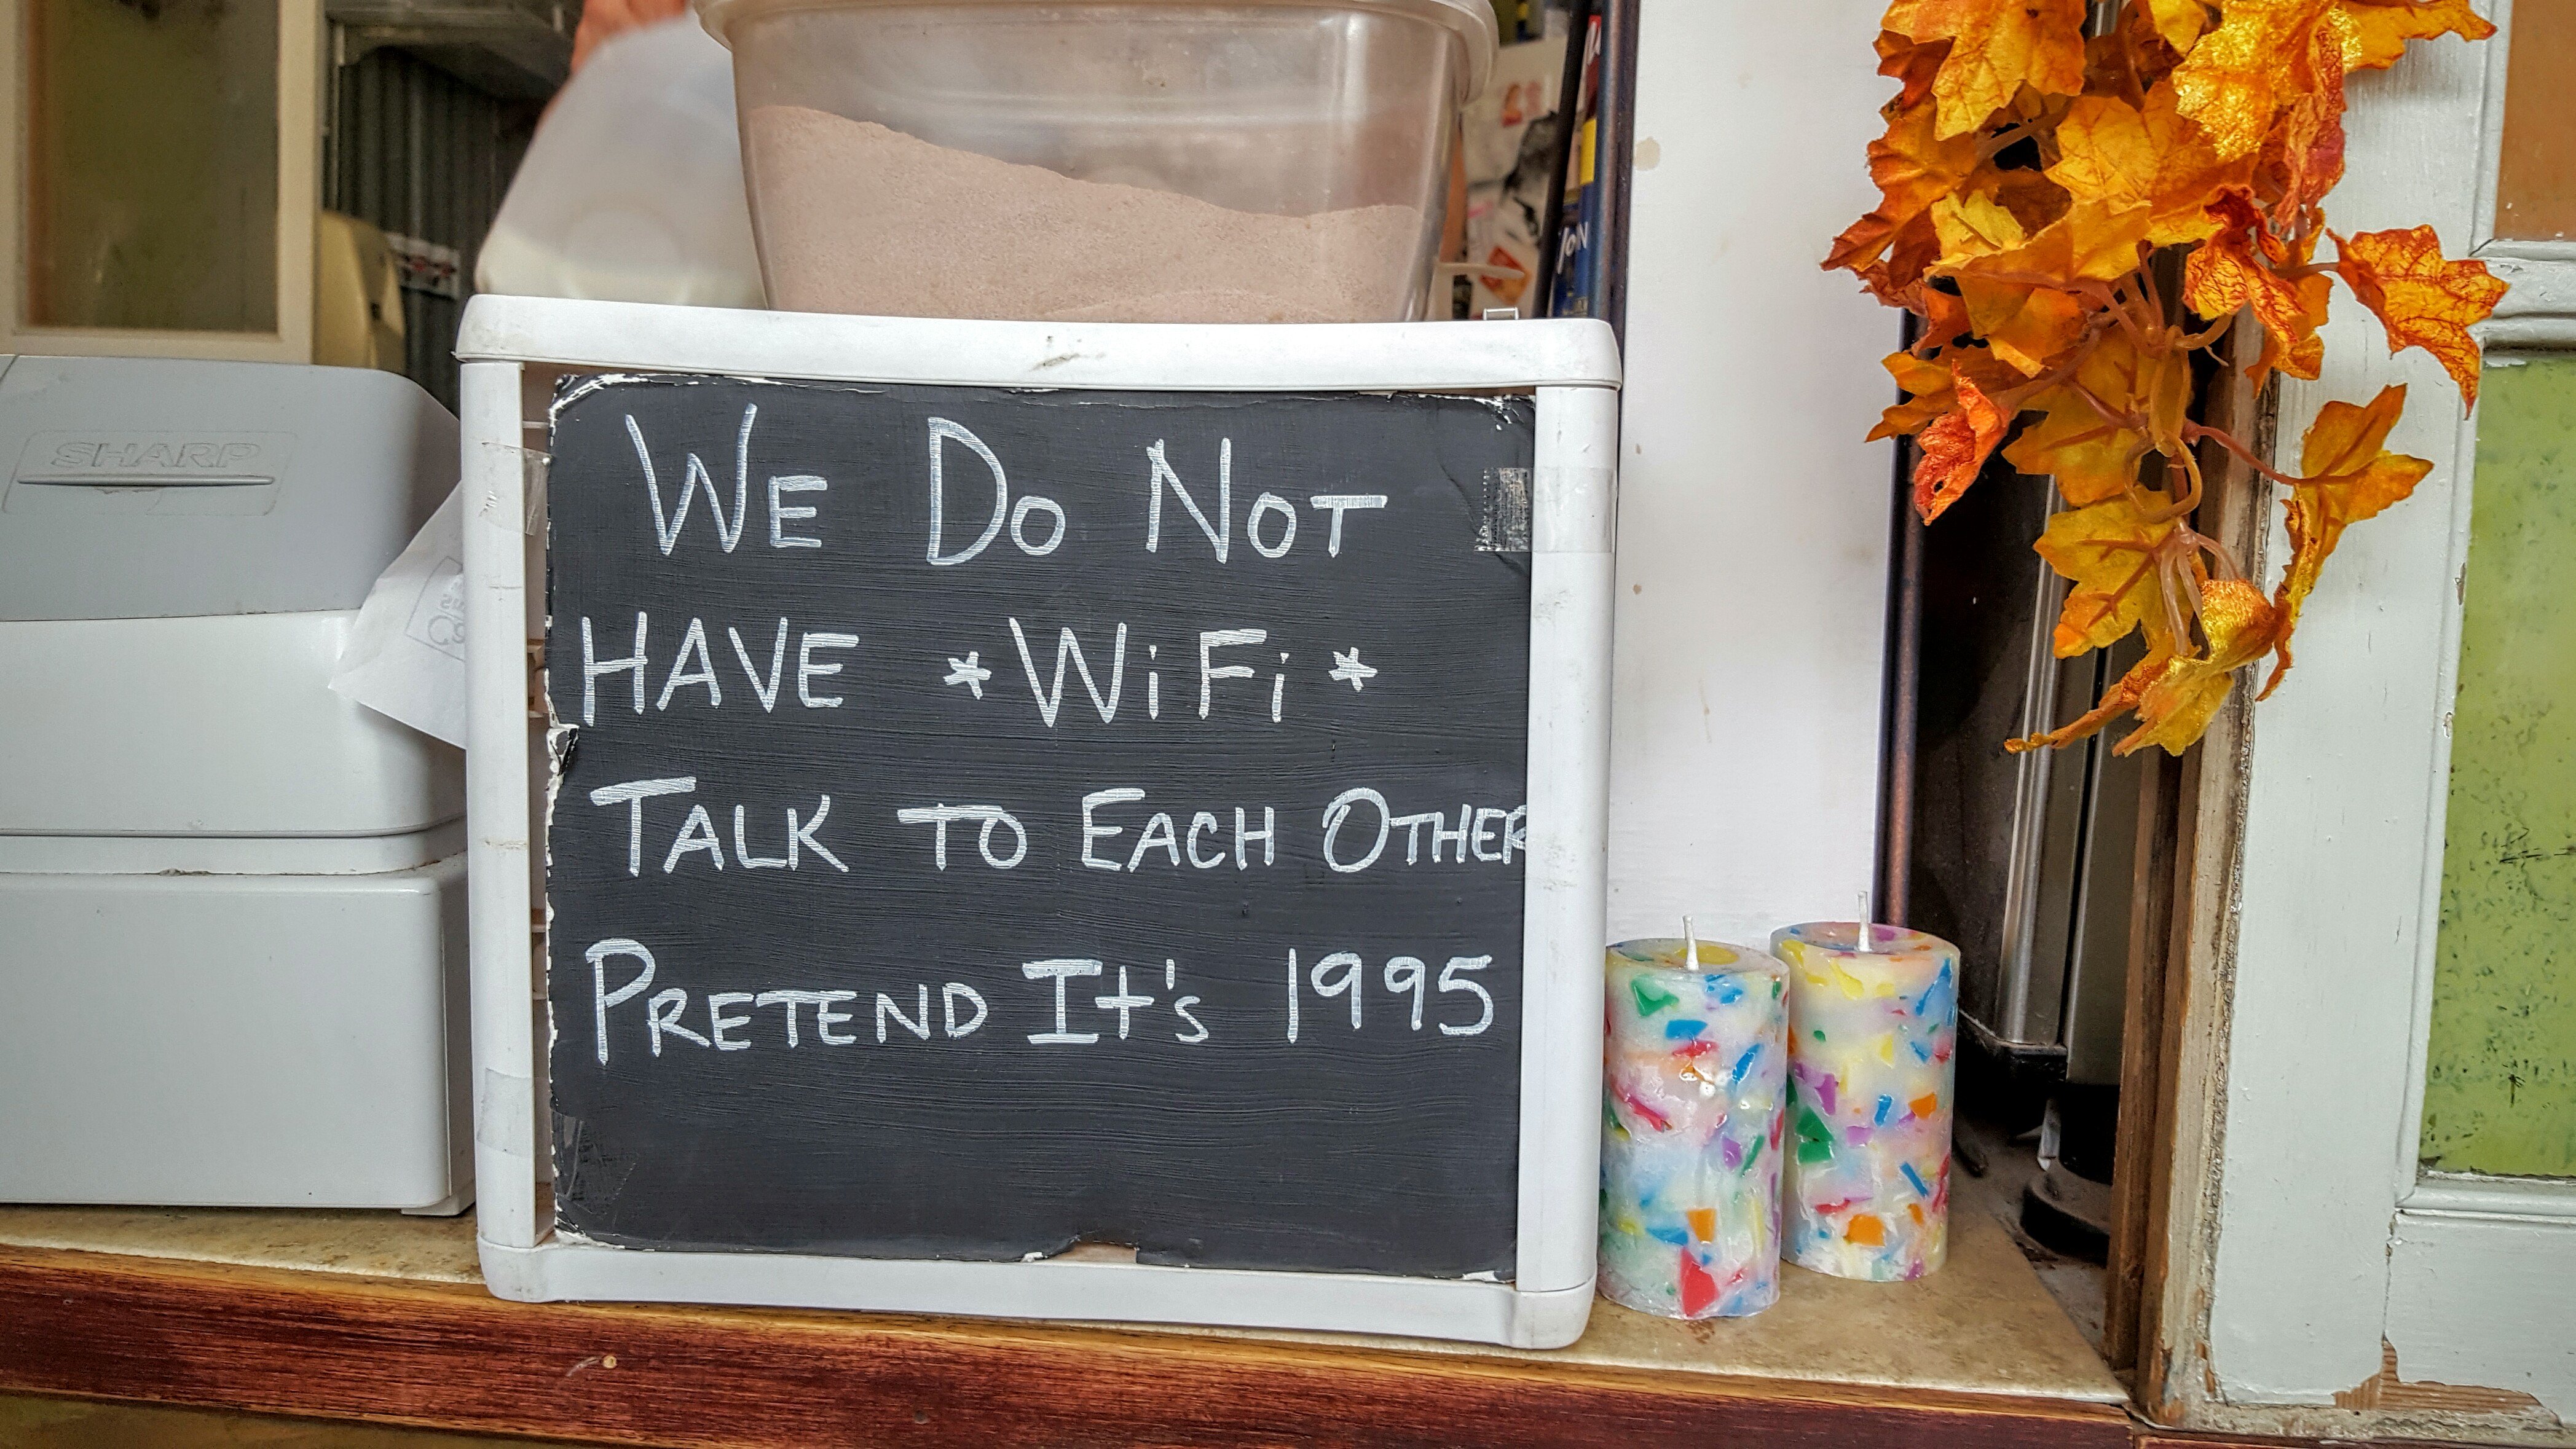 SHARP
WE DO NOT
HAVE *WiFi*
TALK TO EACH OTHER
PRETEND It's 1995